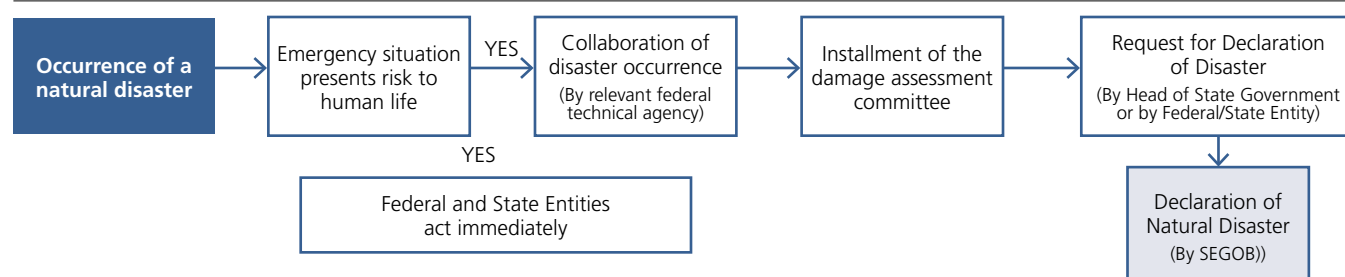 Occurrence of a
natural disaster
Emergency situation
presents risk to
human life
YES
Collaboration of
disaster occurrence
(By relevant federal
technical agency)
Installment of the
damage assessment
committee
Request for Declaration
of Disaster
(By Head of State Government
or by Federal/State Entity)
YES
Federal and State Entities
act immediately
Declaration of
Natural Disaster
(By SEGOB))